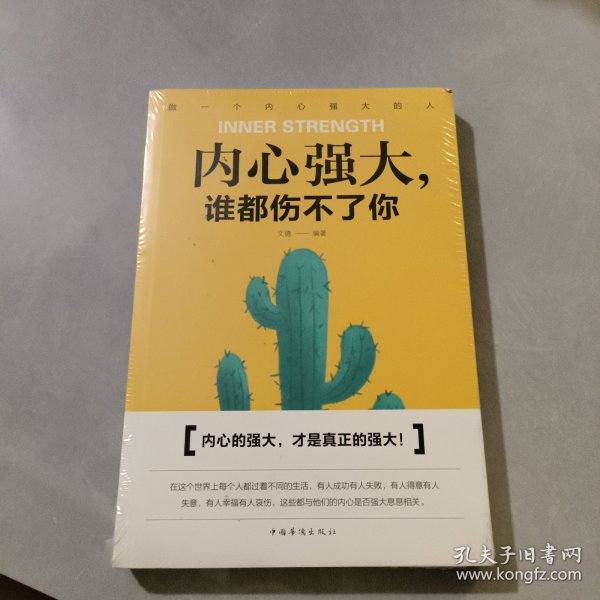 做一个内心强大的人
INNER STRENGTH
内心强大,
谁都伤不了你
文德 —— 编著
【内心的强大，才是真正的强大！】
在这个世界上每个人都过着不同的生活，有人成功有人失败，有人得意有人
失意，有人幸福有人哀伤，这些都与他们的内心是否强大息息相关。
中国华侨出版社
孔夫子旧书网
www.kongfz.com